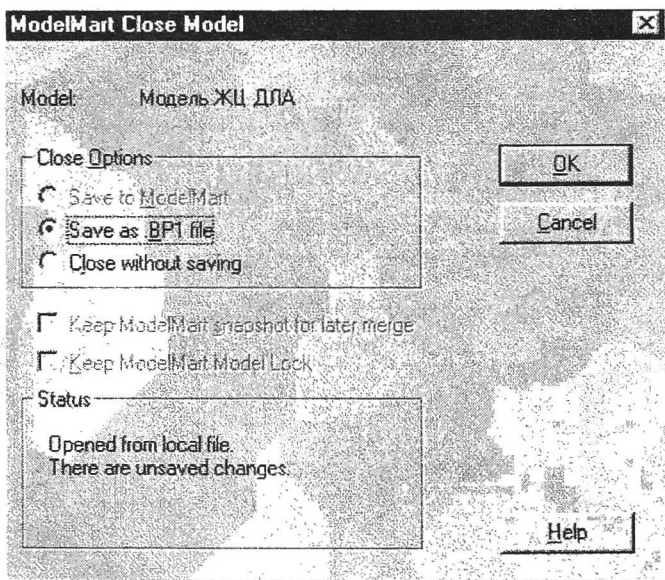 ModelMart Close Model
Model: Модель ЖЦ ДЛА
Close Options
Save to ModelMart
Save as BP1 file
Close without saving
Keep ModelMart snapshot for later merge
Keep ModelMart Model Lock
Status
Opened from local file.
There are unsaved changes.
OK
Cancel
Help